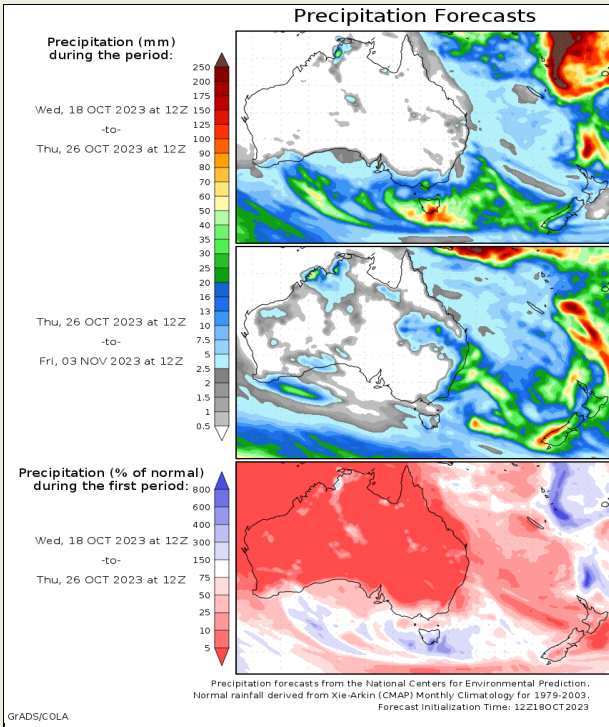 Precipitation Forecasts
Precipitation (mm)
during the period:
Wed, 18 OCT 2023 at 12Z
-to-
Thu, 26 OCT 2023 at 12Z
250
200
175
150
125
100
90
80
70
60
50
40
35
30
25
20
16
13
10
7.5
5
2.5
2
1.5
1
0.5
Thu, 26 OCT 2023 at 12Z
-to-
Fri, 03 NOV 2023 at 12Z
Precipitation (% of normal)
during the first period:
Wed, 18 OCT 2023 at 12Z
-to-
Thu, 26 OCT 2023 at 12Z
800
600
400
300
150
75
50
25
10
5
Precipitation forecasts from the National Centers for Environmental Prediction.
Normal rainfall derived from Xie-Arkin (CMAP) Monthly Climatology for 1979-2003.
Forecast Initialization Time: 12Z18OCT2023
GrADS/COLA